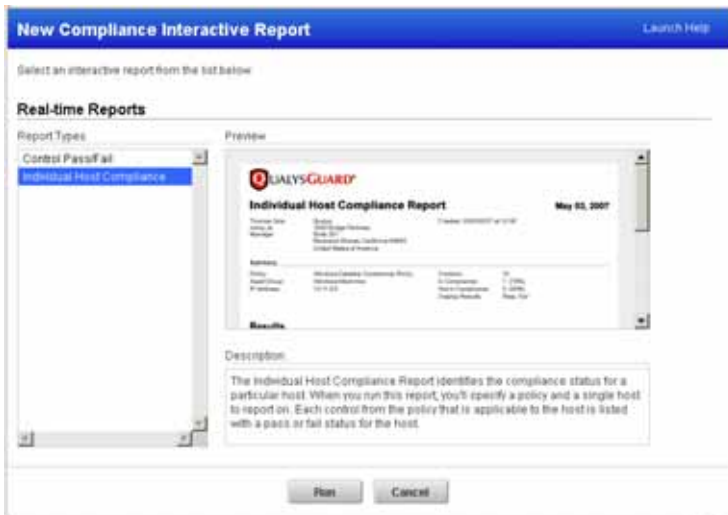 New Compliance Interactive Report
Launch Help
Select an interactive report from the list below
Real-time Reports
Report Types
Preview
Control Pass/Fail
Individual Host Compliance
QUALYSGUARD
Individual Host Compliance Report
May 03, 2007
Summary
Results
Description
The Individual Host Compliance Report identifies the compliance status for a
particular host. When you run this report, you'll specify a policy and a single host
to report on. Each control from the policy that is applicable to the host is listed
with a pass or fail status for the host.
Run
Cancel